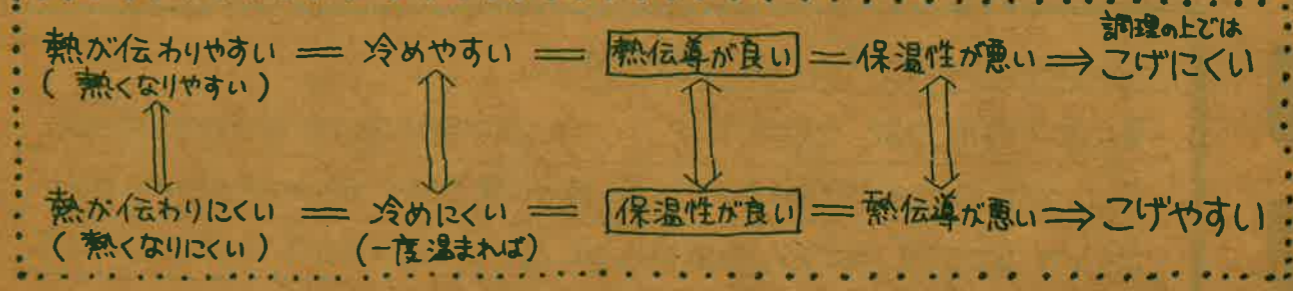 調理の上では
熱が伝わりやすい = 冷めやすい = 熱伝導が良い = 保温性が悪い ⇒ こげにくい
( 熱くなりやすい )
熱が伝わりにくい = 冷めにくい = 保温性が良い = 熱伝導が悪い ⇒ こげやすい
( 熱くなりにくい ) (一度温まれば)